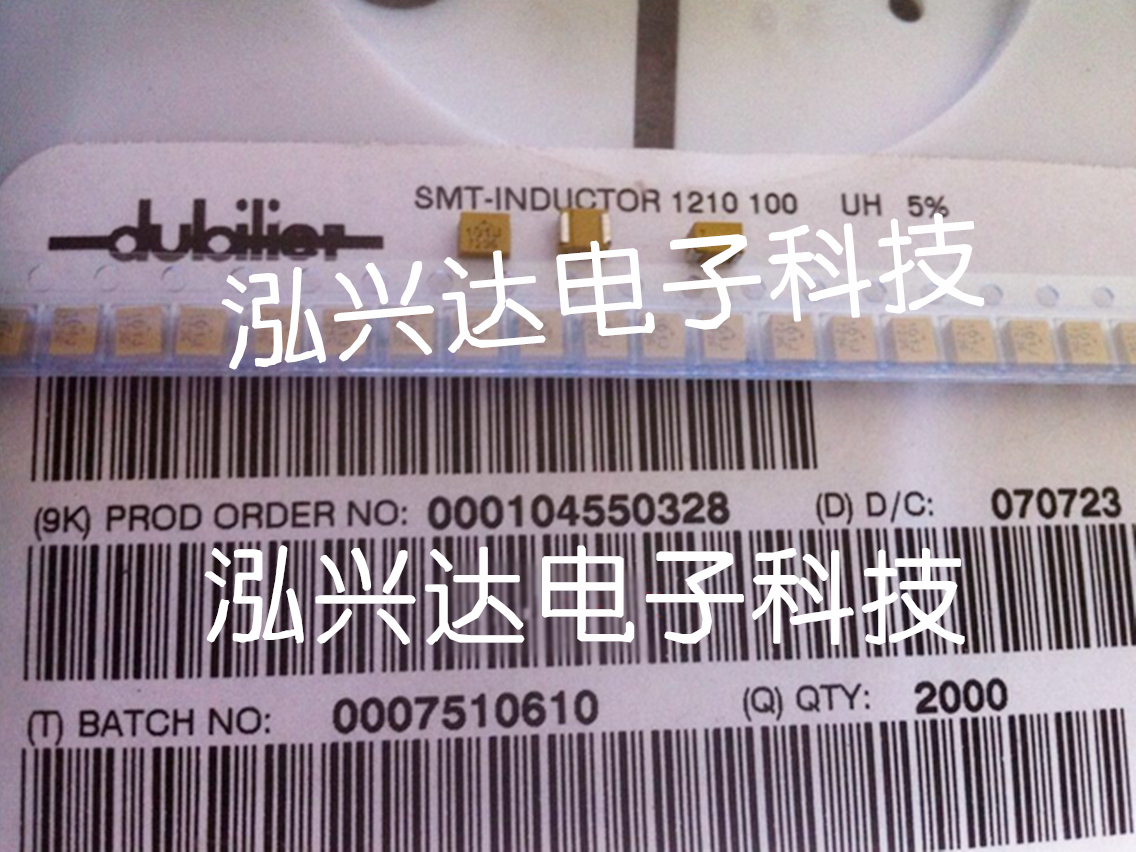 SMT-INDUCTOR 1210 100 UH 5%
dubilier
101J
泓兴达电子科技
(9K) PROD ORDER NO: 000104550328 (D) D/C: 070723
泓兴达电子科技
(T) BATCH NO: 0007510610 (Q) QTY: 2000